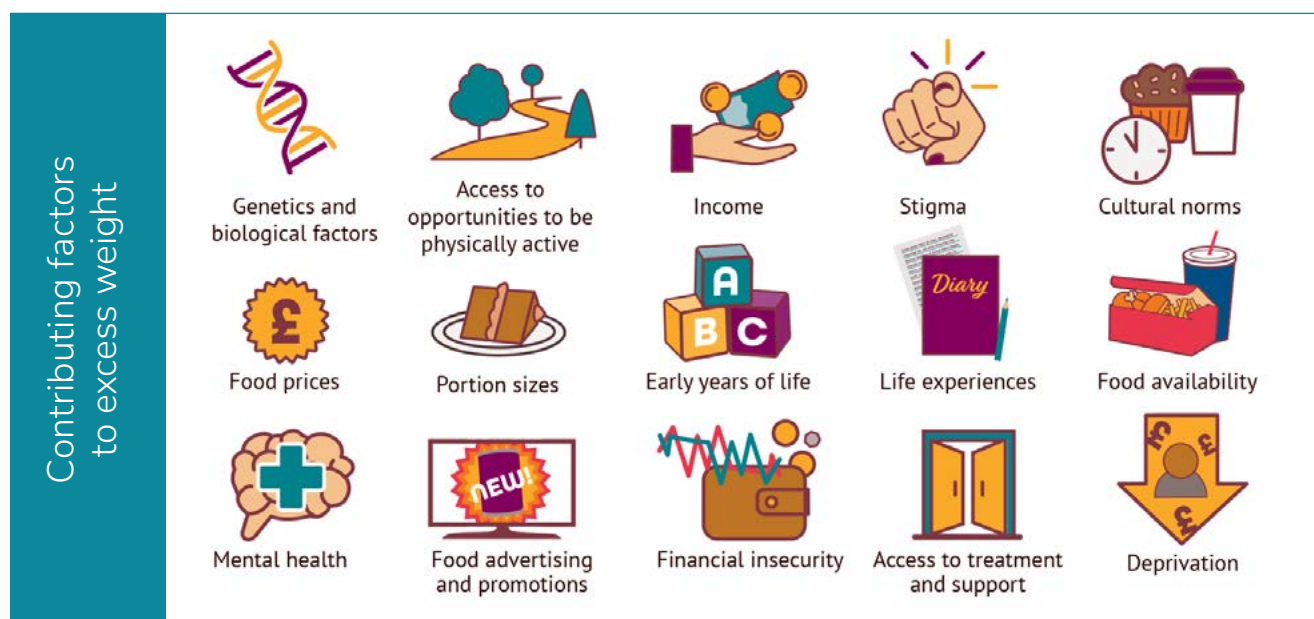 Contributing factors
to excess weight
Genetics and
biological factors
Access to
opportunities to be
physically active
Income
Stigma
Cultural norms
£
Food prices
Portion sizes
A
B C
Early years of life
Diary
Life experiences
Food availability
Mental health
NEW!
Food advertising
and promotions
Financial insecurity
Access to treatment
and support
£ £
£
Deprivation